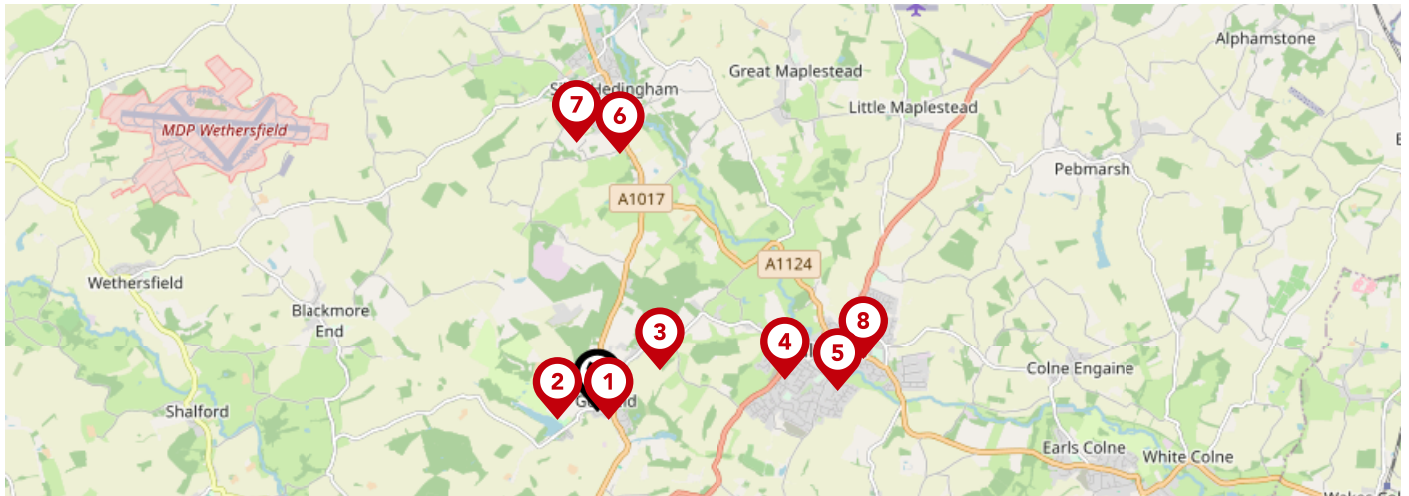 Alphamstone
Great Maplestead
Little Maplestead
7
6
MDP Wethersfield
Pebmarsh
A1017
A1124
Wethersfield
Blackmore
End
3
4
5
8
2
1
Colne Engaine
Shalford
Earls Colne
White Colne